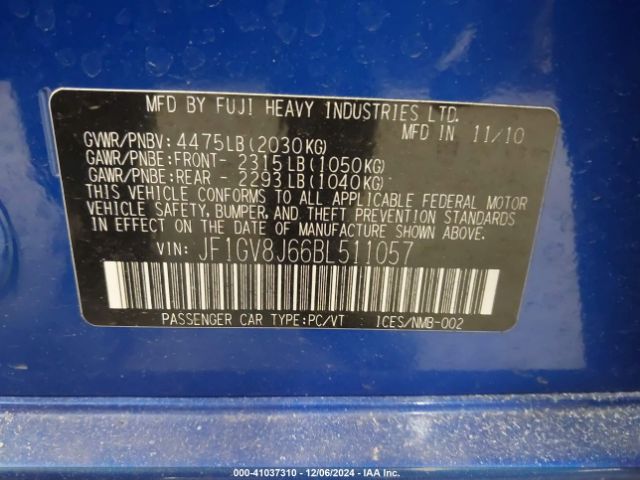 MFD BY FUJI HEAVY INDUSTRIES LTD.
MFD IN 11/10
GVWR/PNBV: 4475LB(2030KG)
GAWR/PNBE:FRONT- 2315LB(1050KG)
GAWR/PNBE:REAR - 2293LB(1040KG)
THIS VEHICLE CONFORMS TO ALL APPLICABLE FEDERAL MOTOR
VEHICLE SAFETY, BUMPER, AND THEFT PREVENTION STANDARDS
IN EFFECT ON THE DATE OF MANUFACTURE SHOWN ABOVE.
VIN: JF1GV8J66BL511057
PASSENGER CAR TYPE:PC/VT ICES/NMB-002
000-41037310 - 12/06/2024 - IAA Inc.